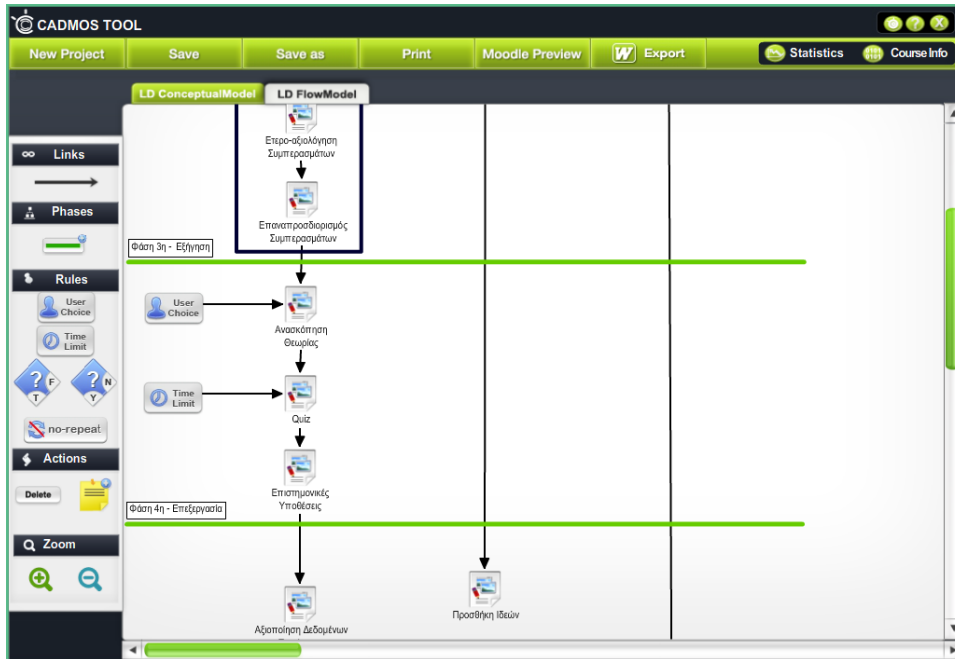 CADMOS TOOL
New Project
Save
Save as
Print
Moodle Preview
W Export
Statistics
Course Info
LD ConceptualModel
LD FlowModel
Links
Phases
Rules
User
Choice
Time
Limit
? F
T
? N
Y
no-repeat
Actions
Delete
Zoom
Ετερο-αξιολόγηση
Συμπερασμάτων
Επαναπροσδιορισμός
Συμπερασμάτων
Φάση 3η - Εξήγηση
User
Choice
Ανασκόπηση
Θεωρίας
Time
Limit
Quiz
Επιστημονικές
Υποθέσεις
Φάση 4η - Επεξεργασία
Αξιοποίηση Δεδομένων
Προσθήκη Ιδεών